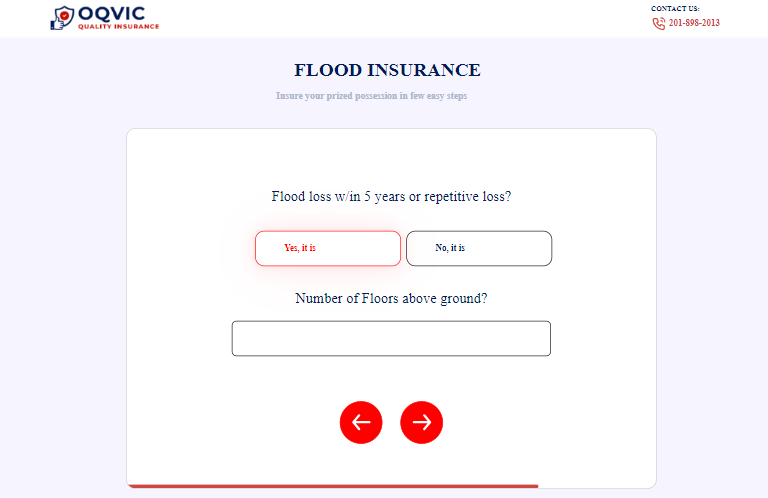 OQVIC
QUALITY INSURANCE
CONTACT US:
201-898-2013
FLOOD INSURANCE
Insure your prized possession in few easy steps
Flood loss w/in 5 years or repetitive loss?
Yes, it is
No, it is
Number of Floors above ground?